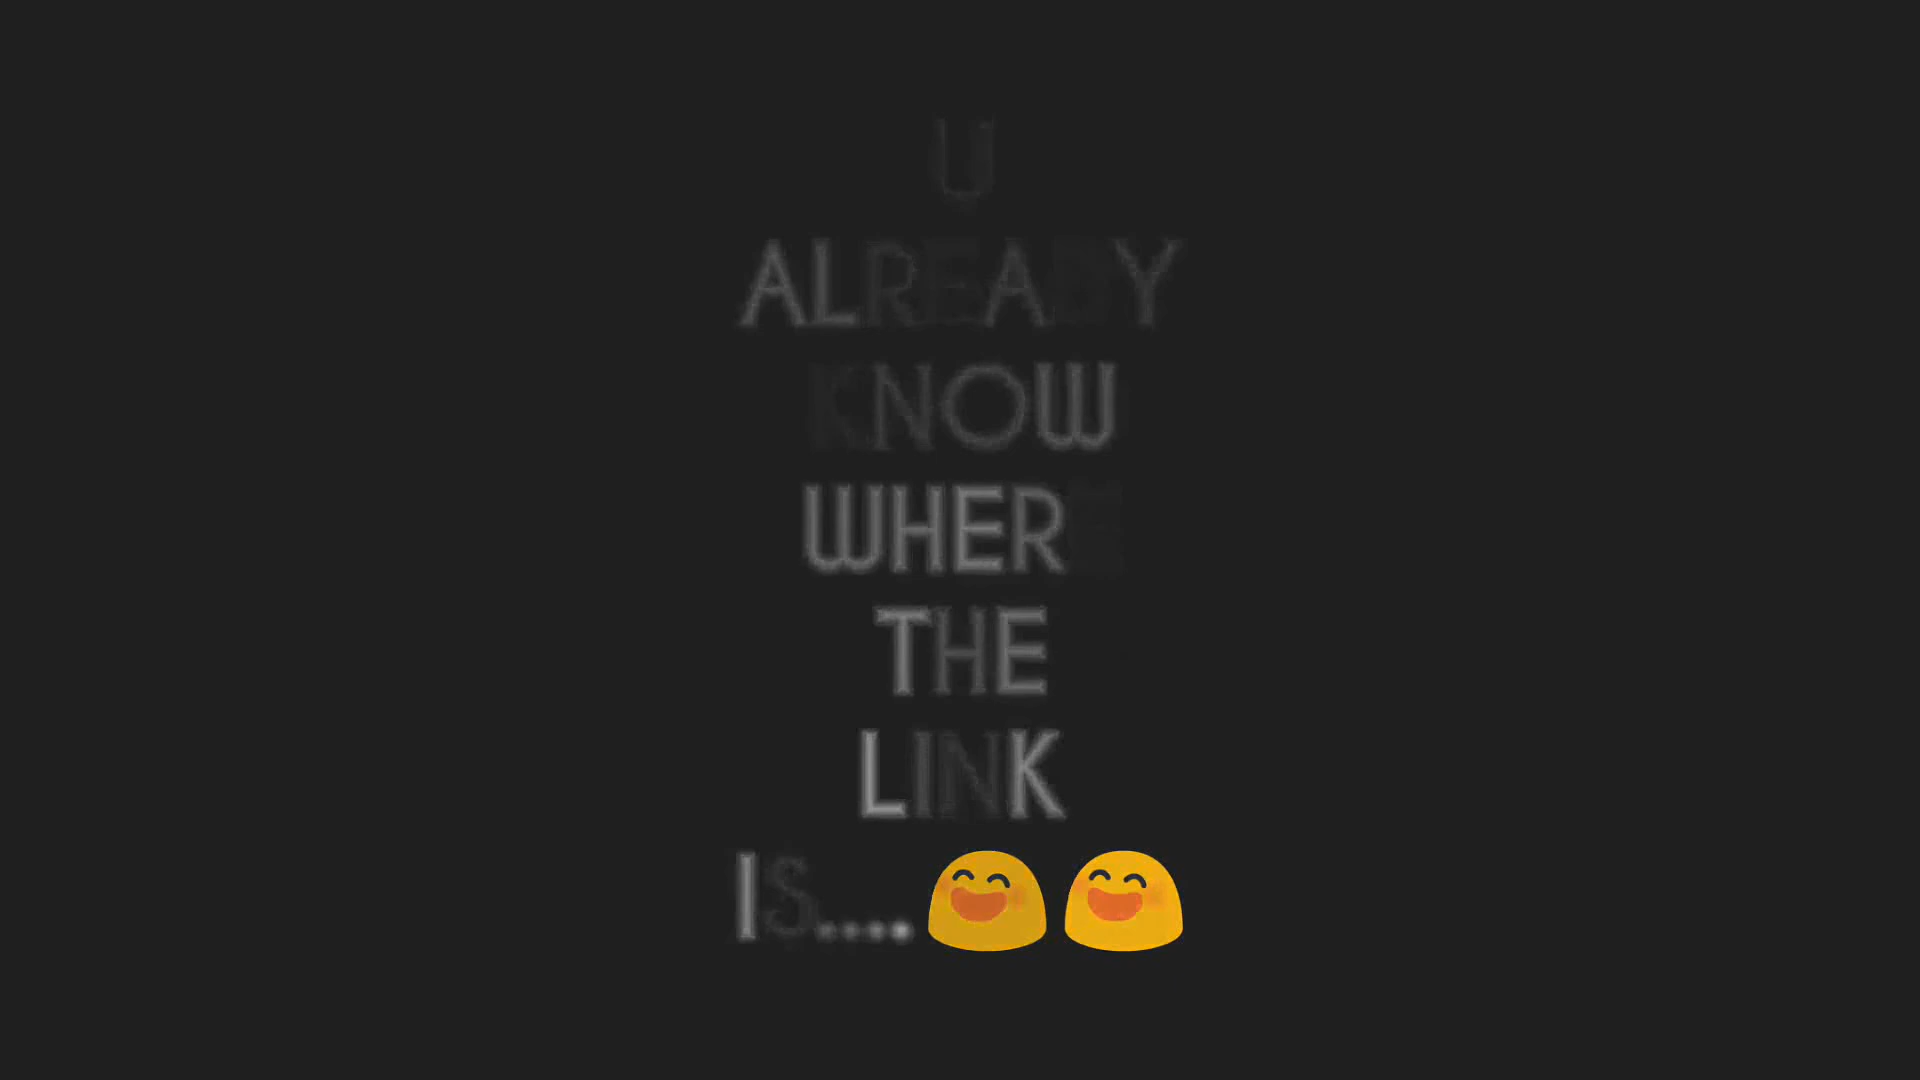 U
ALREADY
KNOW
WHERE
THE
LINK
IS....😄😄